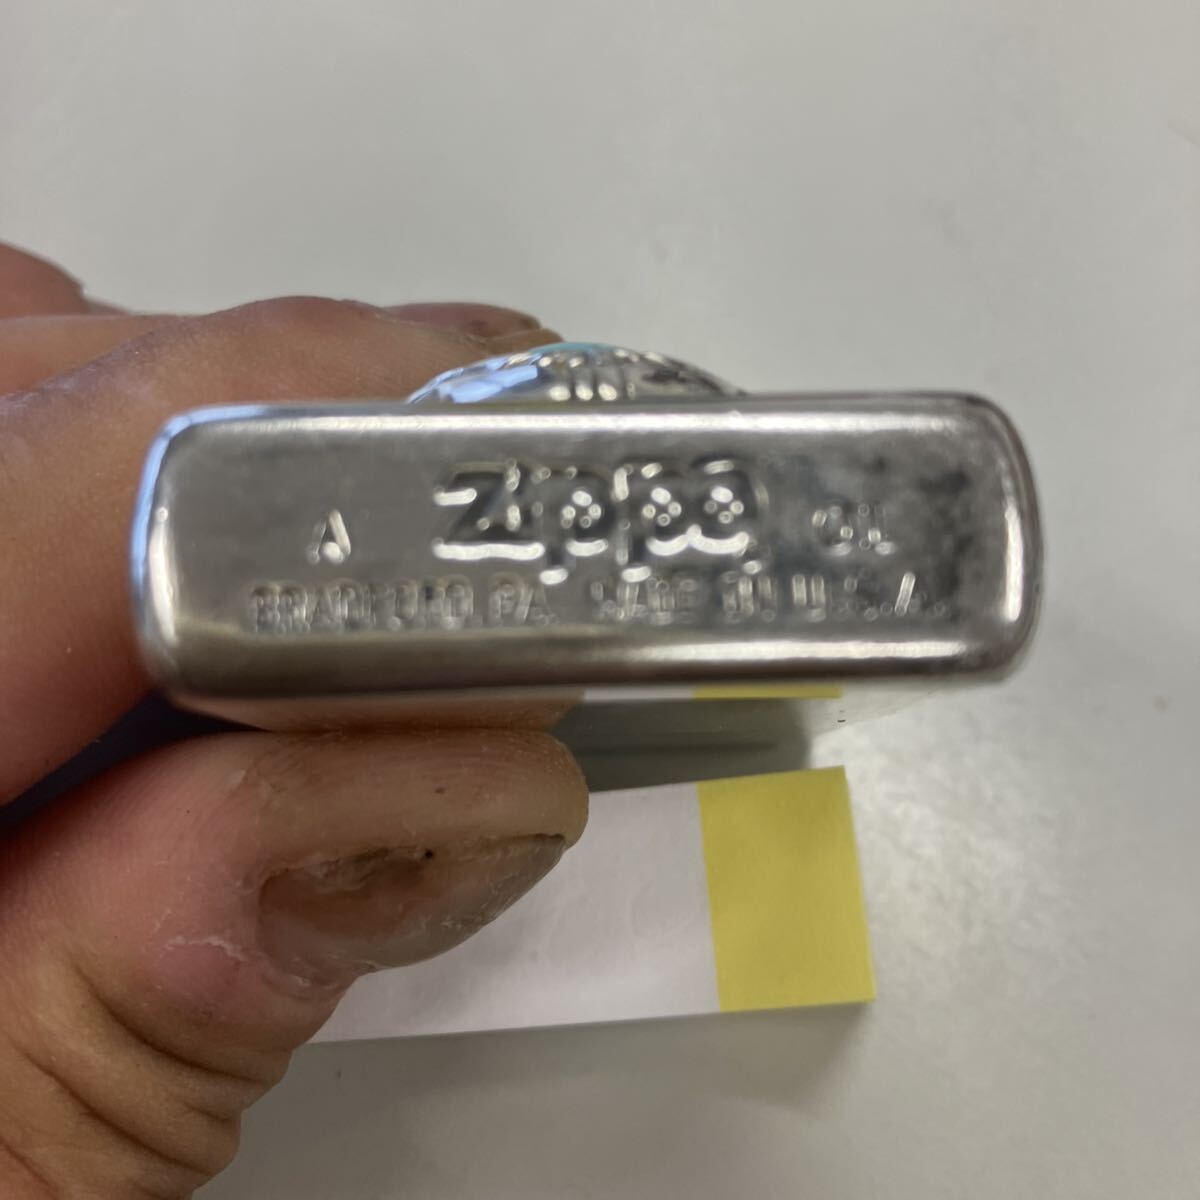 A Zippo 01
BRADFORD, PA. MADE IN U.S.A.